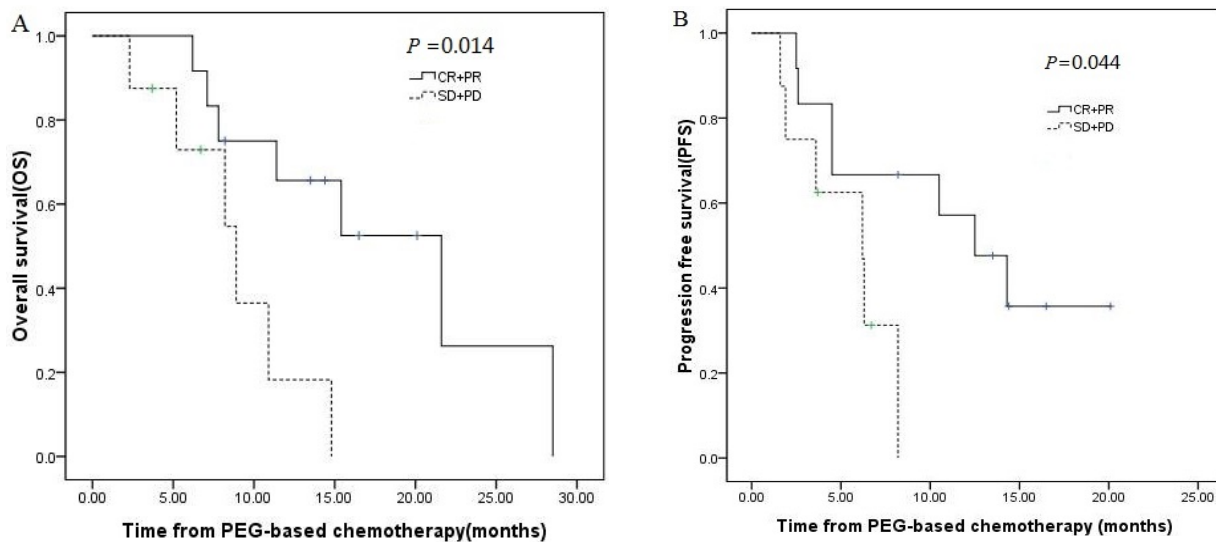 A
P =0.014
CR+PR
SD+PD
Overall survival(OS)
1.0
0.8
0.6
0.4
0.2
0.0
0.00 5.00 10.00 15.00 20.00 25.00 30.00
Time from PEG-based chemotherapy(months)
B
P=0.044
CR+PR
SD+PD
Progression free survival(PFS)
1.0
0.8
0.6
0.4
0.2
0.0
0.00 5.00 10.00 15.00 20.00 25.00
Time from PEG-based chemotherapy (months)